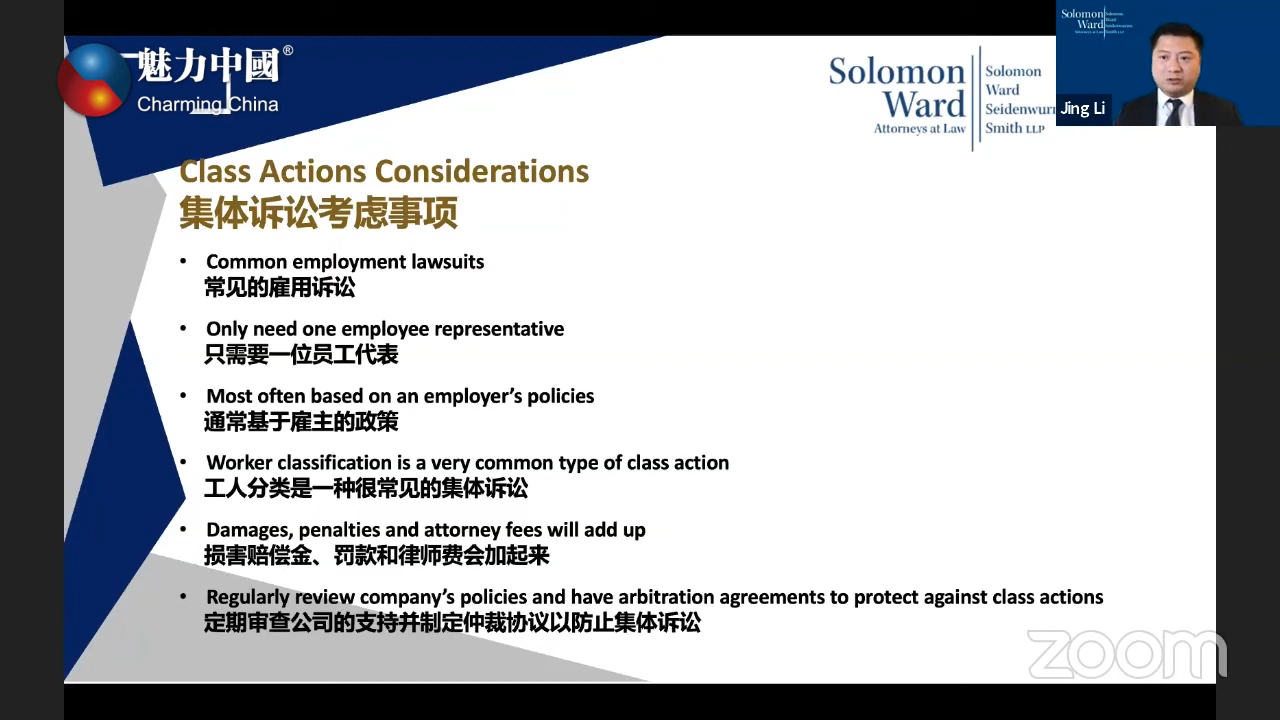 魅力中國®
Charming China
Solomon Ward
Attorneys at Law
Solomon
Ward
Smith LLP
Solomon
Ward
Jing Li
Class Actions Considerations
集体诉讼考虑事项
• Common employment lawsuits
常见的雇用诉讼
• Only need one employee representative
只需要一位员工代表
• Most often based on an employer’s policies
通常基于雇主的政策
• Worker classification is a very common type of class action
工人分类是一种很常见的集体诉讼
• Damages, penalties and attorney fees will add up
损害赔偿金、罚款和律师费会加起来
• Regularly review company’s policies and have arbitration agreements to protect against class actions
定期审查公司的支持并制定仲裁协议以防止集体诉讼
zoom